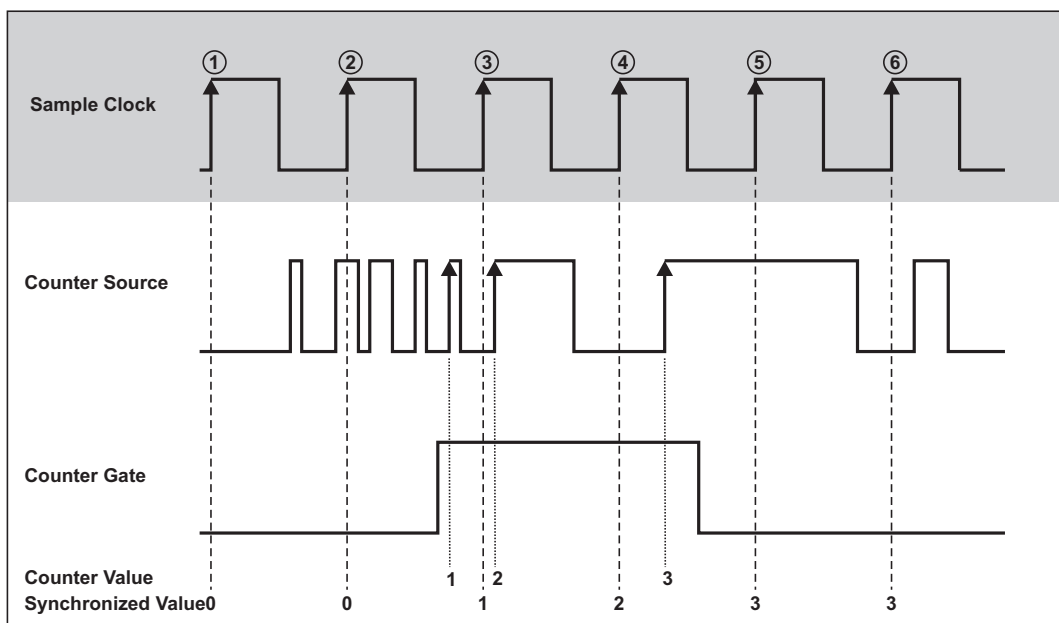 ① ② ③ ④ ⑤ ⑥
Sample Clock
Counter Source
Counter Gate
Counter Value 1 2 3
Synchronized Value0 0 1 2 3 3